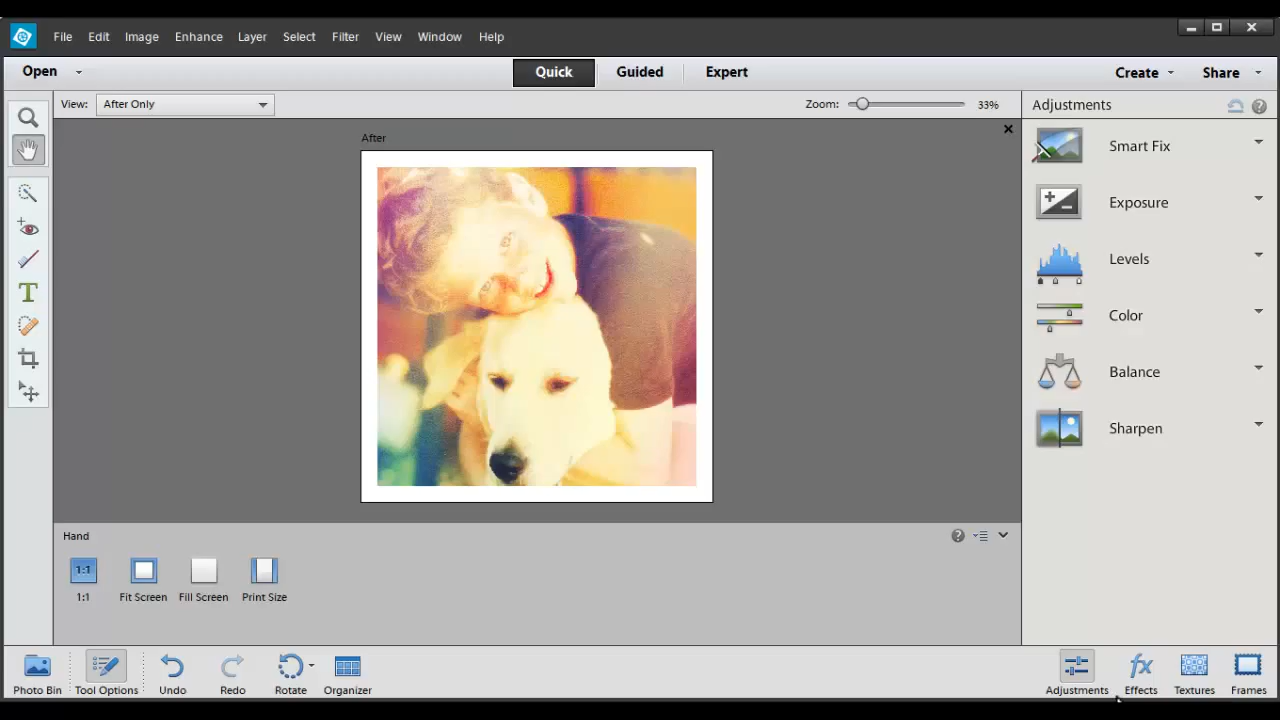 File Edit Image Enhance Layer Select Filter View Window Help
Open Quick Guided Expert Create Share
View: After Only Zoom: 33% Adjustments
After
Smart Fix
Exposure
Levels
Color
Balance
Sharpen
Hand
1:1
1:1 Fit Screen Fill Screen Print Size
T
fx
Photo Bin Tool Options Undo Redo Rotate Organizer Adjustments Effects Textures Frames